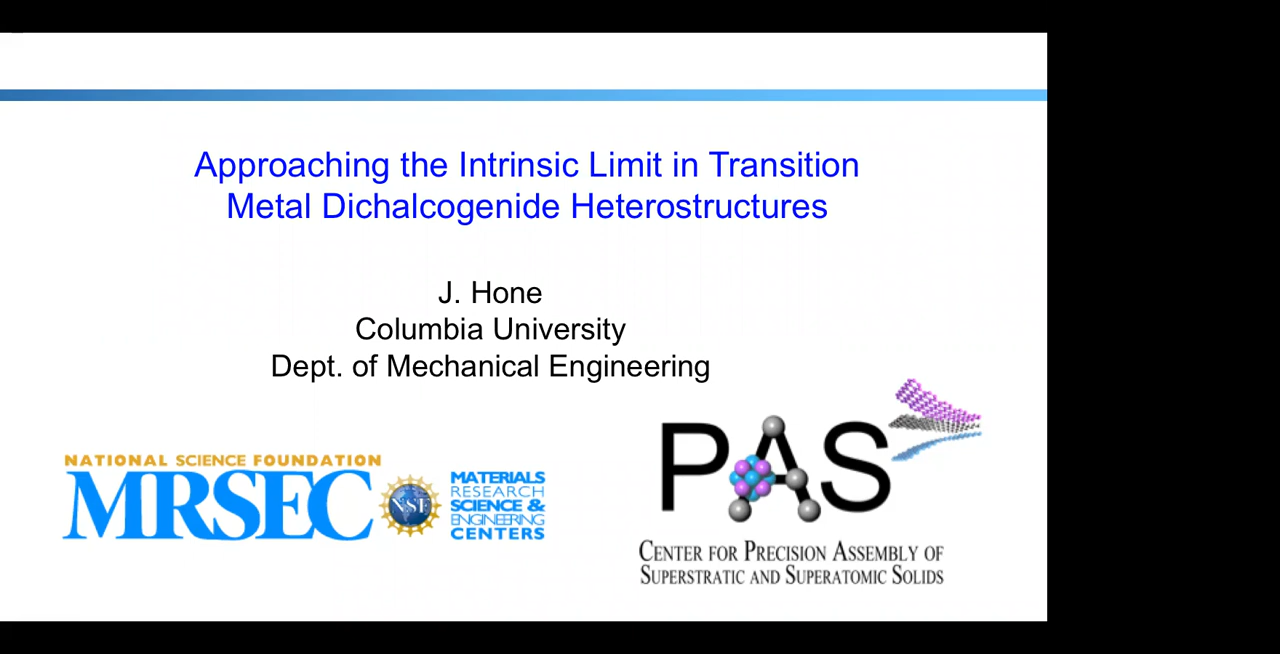 Approaching the Intrinsic Limit in Transition
Metal Dichalcogenide Heterostructures
J. Hone
Columbia University
Dept. of Mechanical Engineering
NATIONAL SCIENCE FOUNDATION
MRSEC
NSF
MATERIALS
RESEARCH
SCIENCE &
ENGINEERING
CENTERS
PAS
CENTER FOR PRECISION ASSEMBLY OF
SUPERSTRATIC AND SUPERATOMIC SOLIDS